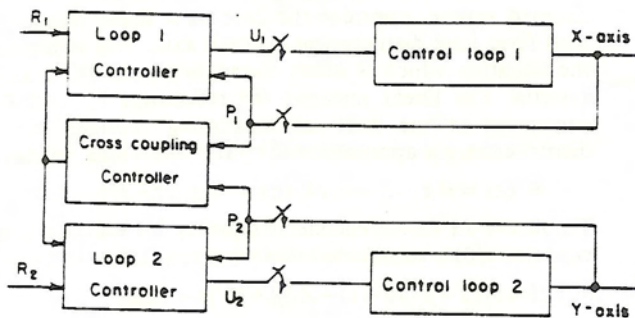 R₁
Loop 1
Controller
U₁
Control loop 1
X-axis
P₁
Cross coupling
Controller
P₂
R₂
Loop 2
Controller
U₂
Control loop 2
Y-axis